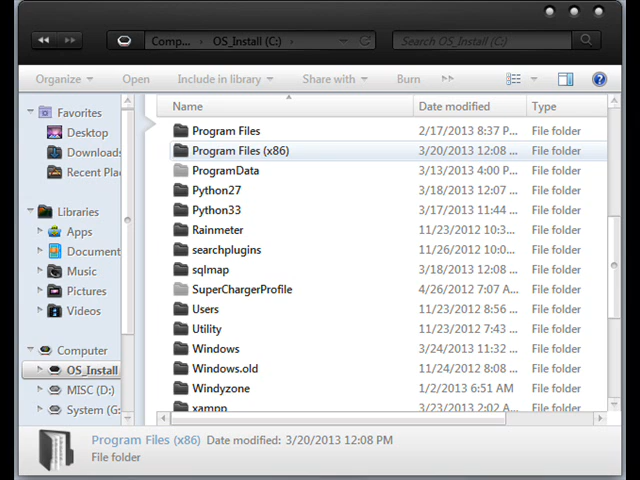 Comp... OS_Install (C:) Search OS_Install (C:)
Organize Open Include in library Share with Burn
Name Date modified Type
Favorites
Desktop
Downloads
Recent Pla
Libraries
Apps
Document
Music
Pictures
Videos
Computer
OS_Install
MISC (D:)
System (G:
Program Files 2/17/2013 8:37 P... File folder
Program Files (x86) 3/20/2013 12:08 ... File folder
ProgramData 3/13/2013 4:00 P... File folder
Python27 3/18/2013 12:07 ... File folder
Python33 3/17/2013 11:44 ... File folder
Rainmeter 11/23/2012 10:3... File folder
searchplugins 11/26/2012 10:0... File folder
sqlmap 3/18/2013 12:08 ... File folder
SuperChargerProfile 4/26/2012 7:07 A... File folder
Users 11/23/2012 8:56 ... File folder
Utility 11/23/2012 7:43 ... File folder
Windows 3/24/2013 11:32 ... File folder
Windows.old 11/24/2012 8:08 ... File folder
Windyzone 1/2/2013 6:51 AM File folder
xampp 3/23/2013 2:02 A... File folder
Program Files (x86) Date modified: 3/20/2013 12:08 PM
File folder